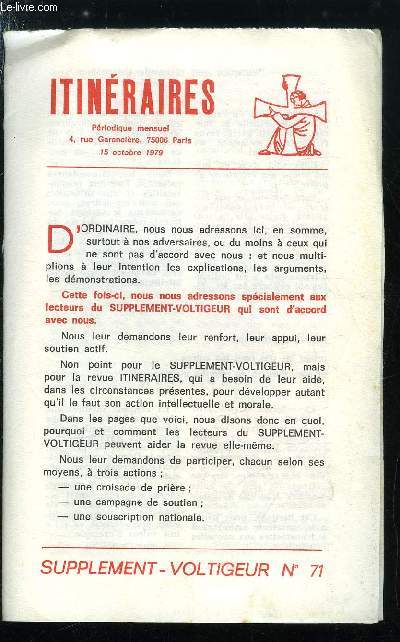 www.le-livre.com
ITINÉRAIRES
Périodique mensuel
4, rue Garancière, 75006 Paris
15 octobre 1979
D'ORDINAIRE, nous nous adressons ici, en somme,
surtout à nos adversaires, ou du moins à ceux qui
ne sont pas d'accord avec nous ; et nous multi-
plions à leur intention les explications, les arguments,
les démonstrations.
Cette fois-ci, nous nous adressons spécialement aux
lecteurs du SUPPLEMENT-VOLTIGEUR qui sont d'accord
avec nous.
Nous leur demandons leur renfort, leur appui, leur
soutien actif.
Non point pour le SUPPLEMENT-VOLTIGEUR, mais
pour la revue ITINERAIRES, qui a besoin de leur aide,
dans les circonstances présentes, pour développer autant
qu'il le faut son action intellectuelle et morale.
Dans les pages que voici, nous disons donc en quoi,
pourquoi et comment les lecteurs du SUPPLEMENT-
VOLTIGEUR peuvent aider la revue elle-même.
Nous leur demandons de participer, chacun selon ses
moyens, à trois actions :
— une croisade de prière ;
— une campagne de soutien ;
— une souscription nationale.
SUPPLEMENT - VOLTIGEUR N° 71